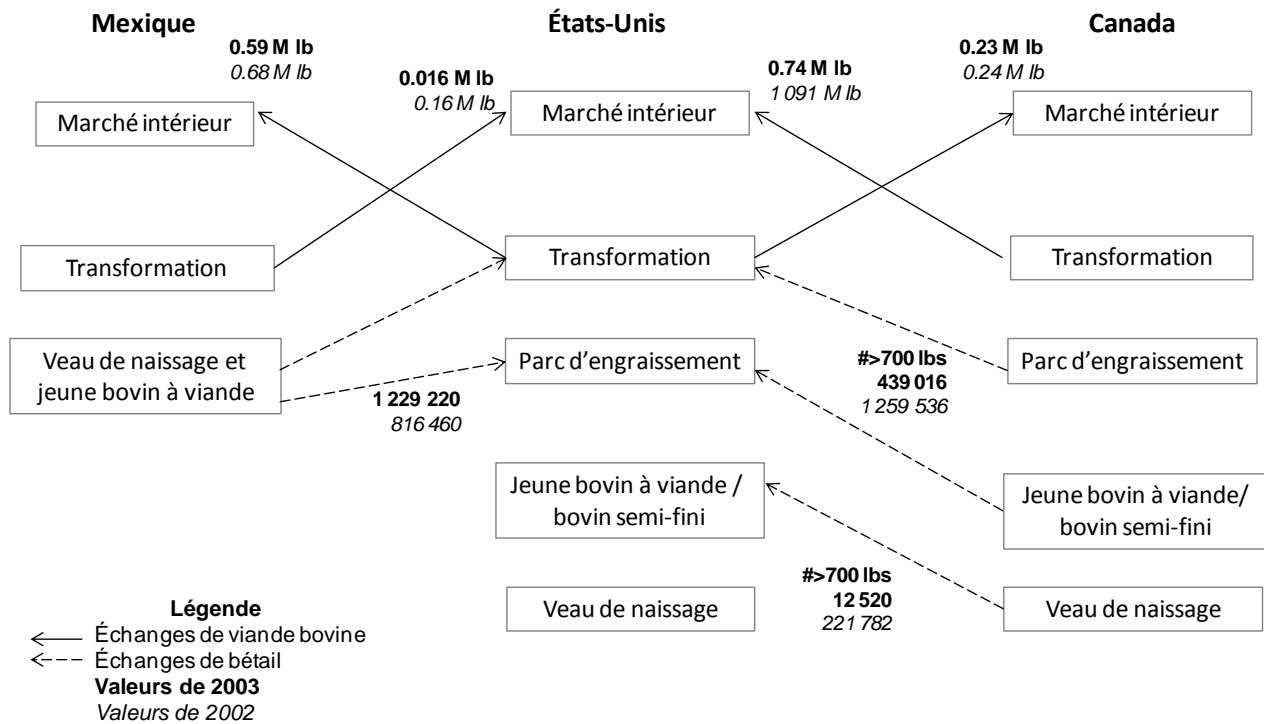 Mexique
États-Unis
Canada
0.59 M lb
0.68 M lb
0.016 M lb
0.16 M lb
0.74 M lb
1 091 M lb
0.23 M lb
0.24 M lb
Marché intérieur
Marché intérieur
Marché intérieur
Transformation
Transformation
Transformation
Veau de naissage et
jeune bovin à viande
Parc d'engraissement
Parc d'engraissement
1 229 220
816 460
#>700 lbs
439 016
1 259 536
Jeune bovin à viande /
bovin semi-fini
Jeune bovin à viande/
bovin semi-fini
Veau de naissage
#>700 lbs
12 520
221 782
Veau de naissage
Légende
Échanges de viande bovine
Échanges de bétail
Valeurs de 2003
Valeurs de 2002